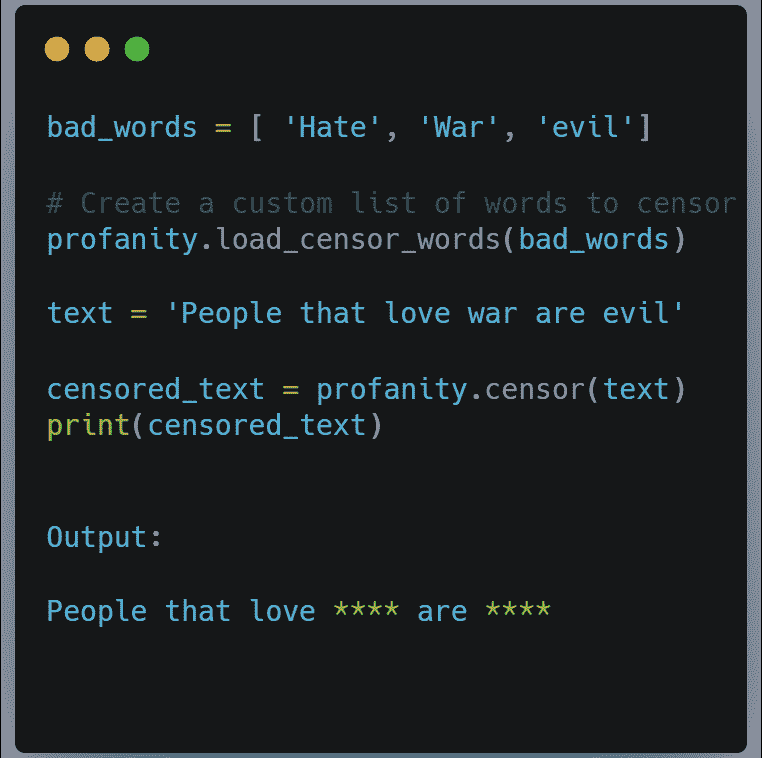 bad_words = [ 'Hate', 'War', 'evil']
# Create a custom list of words to censor
profanity.load_censor_words(bad_words)
text = 'People that love war are evil'
censored_text = profanity.censor(text)
print(censored_text)
Output:
People that love **** are ****